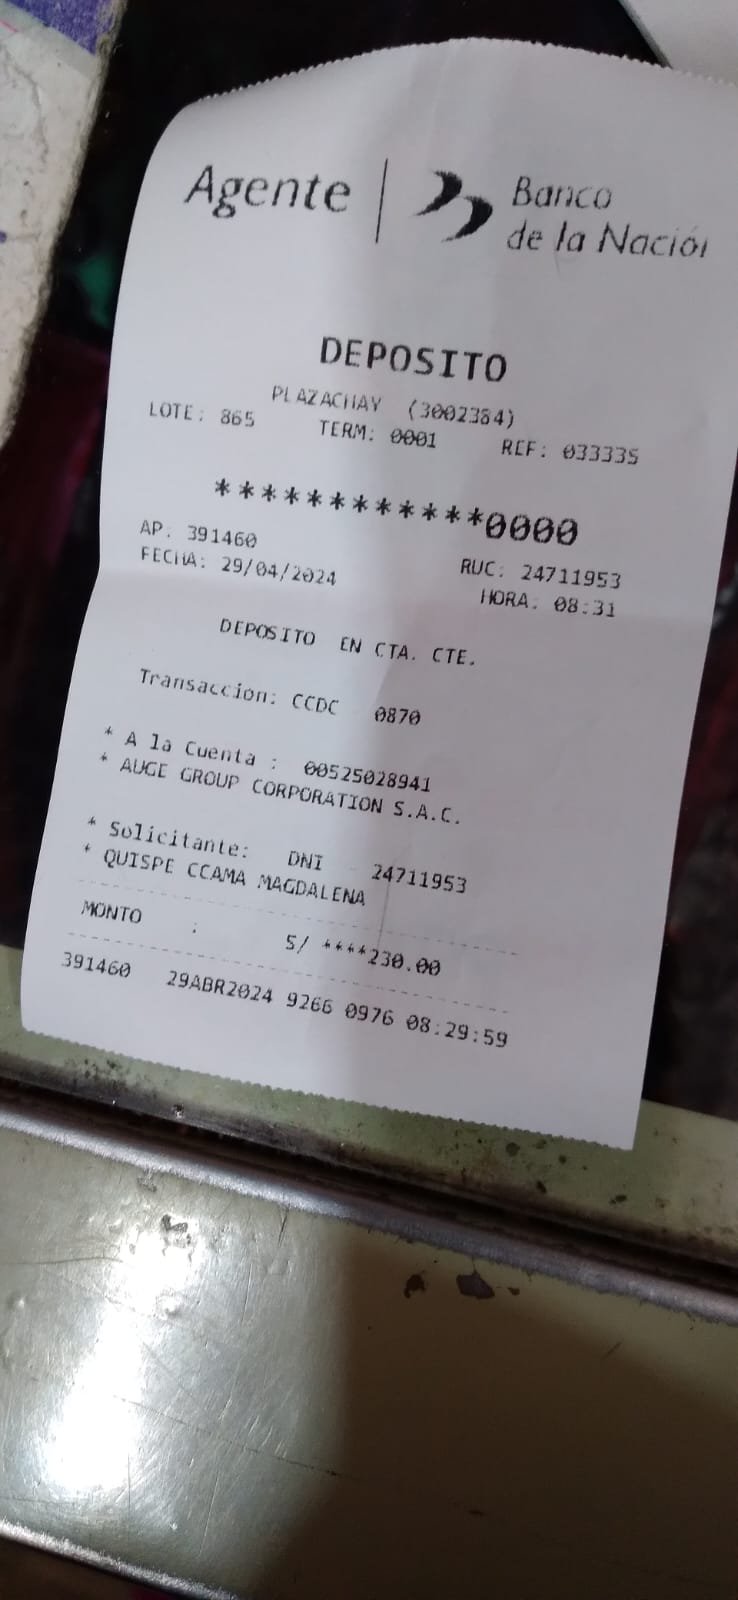 Agente | Banco
de la Nación
DEPOSITO
PLAZACHAY (3002384)
LOTE: 865 TERM: 0001 REF: 033335
************0000
AP: 391460 RUC: 24711953
FECHA: 29/04/2024 HORA: 08:31
DEPOSITO EN CTA. CTE.
Transaccion: CCDC 0870
* A la Cuenta : 00525028941
* AUGE GROUP CORPORATION S.A.C.
* Solicitante: DNI 24711953
* QUISPE CCAMA MAGDALENA
MONTO : S/ ****230.00
391460 29ABR2024 9266 0976 08:29:59